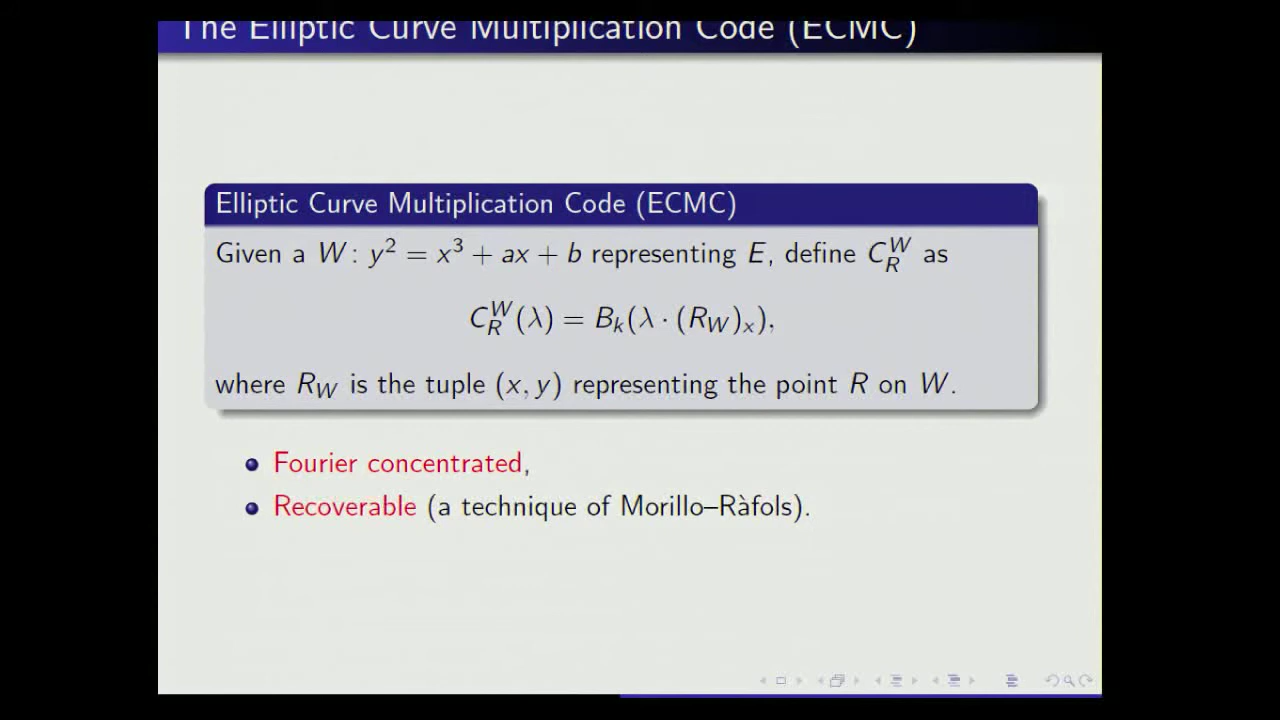 The Elliptic Curve Multiplication Code (ECMC)
Elliptic Curve Multiplication Code (ECMC)
Given a W: y² = x³ + ax + b representing E, define C_R^W as
C_R^W(λ) = B_k(λ · (R_W)_x),
where R_W is the tuple (x, y) representing the point R on W.
Fourier concentrated,
Recoverable (a technique of Morillo–Ràfols).